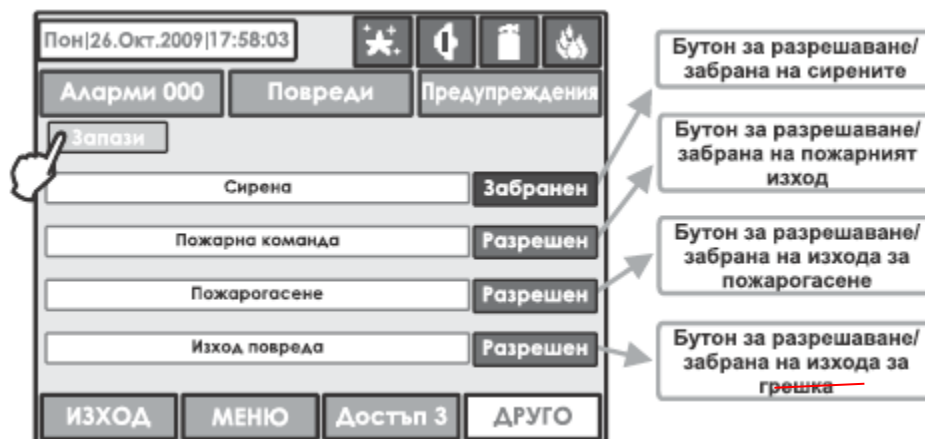 Пон|26.Окт.2009|17:58:03
Аларми 000 Повреди Предупреждения
Запази
Сирена Забранен
Пожарна команда Разрешен
Пожарогасене Разрешен
Изход повреда Разрешен
ИЗХОД МЕНЮ Достъп 3 ДРУГО
Бутон за разрешаване/
забрана на сирените
Бутон за разрешаване/
забрана на пожарният
изход
Бутон за разрешаване/
забрана на изхода за
пожарогасене
Бутон за разрешаване/
забрана на изхода за
грешка